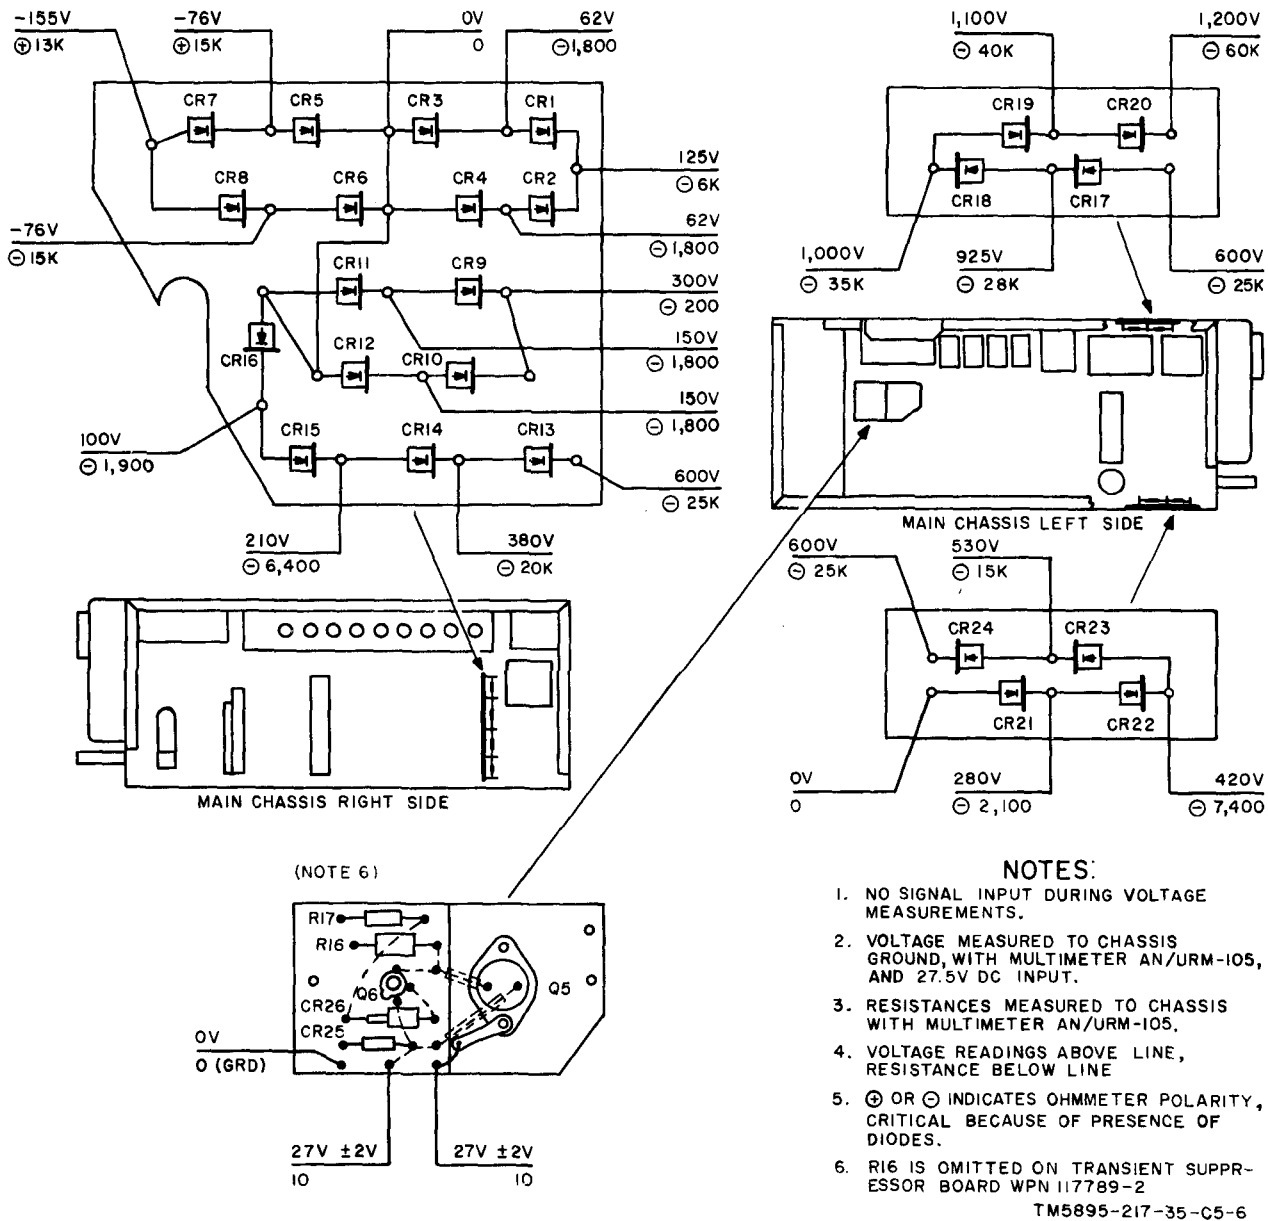 -155V
⊕ 13K
-76V
⊕ 15K
0V
0
62V
⊖ 1,800
CR7
CR5
CR3
CR1
125V
⊖ 6K
CR8
CR6
CR4
CR2
-76V
⊖ 15K
62V
⊖ 1,800
CR11
CR9
300V
⊖ 200
CR16
CR12
CR10
150V
⊖ 1,800
150V
⊖ 1,800
100V
⊖ 1,900
CR15
CR14
CR13
600V
⊖ 25K
210V
⊖ 6,400
380V
⊖ 20K
MAIN CHASSIS RIGHT SIDE
1,100V
⊖ 40K
1,200V
⊖ 60K
CR19
CR20
CR18
CR17
1,000V
⊖ 35K
925V
⊖ 28K
600V
⊖ 25K
MAIN CHASSIS LEFT SIDE
600V
⊖ 25K
530V
⊖ 15K
CR24
CR23
CR21
CR22
0V
0
280V
⊖ 2,100
420V
⊖ 7,400
(NOTE 6)
R17
R16
Q6
Q5
CR26
CR25
0V
0 (GRD)
27V ±2V
10
27V ±2V
10
NOTES:
1. NO SIGNAL INPUT DURING VOLTAGE
MEASUREMENTS.
2. VOLTAGE MEASURED TO CHASSIS
GROUND, WITH MULTIMETER AN/URM-105,
AND 27.5V DC INPUT.
3. RESISTANCES MEASURED TO CHASSIS
WITH MULTIMETER AN/URM-105.
4. VOLTAGE READINGS ABOVE LINE,
RESISTANCE BELOW LINE
5. ⊕ OR ⊖ INDICATES OHMMETER POLARITY,
CRITICAL BECAUSE OF PRESENCE OF
DIODES.
6. R16 IS OMITTED ON TRANSIENT SUPPR-
ESSOR BOARD WPN 117789-2
TM5895-217-35-C5-6